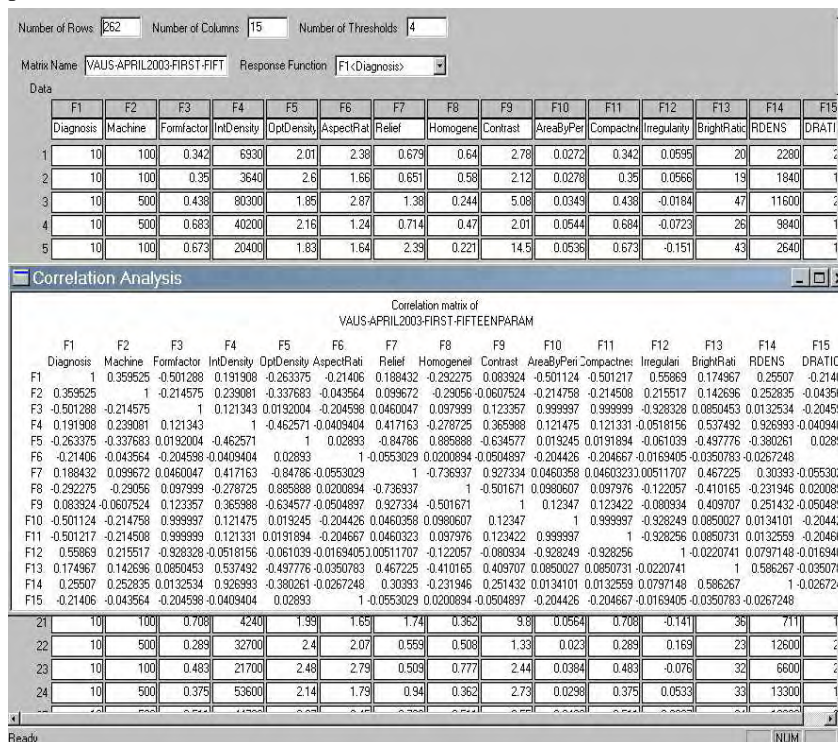 Number of Rows 262 Number of Columns 15 Number of Thresholds 4
Matrix Name VAUS-APRIL2003-FIRST-FIFT Response Function F1<Diagnosis>
Data
F1 F2 F3 F4 F5 F6 F7 F8 F9 F10 F11 F12 F13 F14 F15
Diagnosis Machine Formfactor IntDensity OptDensity AspectRat Relief Homogene Contrast AreaByPer Compactne Irregularity BrightRatio RDENS DRATI
1 10 100 0.342 6930 2.01 2.38 0.679 0.64 2.78 0.0272 0.342 0.0595 20 2280
2 10 100 0.35 3640 2.6 1.66 0.651 0.58 2.12 0.0278 0.35 0.0566 19 1840
3 10 500 0.438 80300 1.85 2.87 1.38 0.244 5.08 0.0349 0.438 -0.0184 47 11600
4 10 500 0.683 40200 2.16 1.24 0.714 0.47 2.01 0.0544 0.684 -0.0723 26 9840
5 10 100 0.673 20400 1.83 1.64 2.39 0.221 14.5 0.0536 0.673 -0.151 43 2640
Correlation Analysis
Correlation matrix of
VAUS-APRIL2003-FIRST-FIFTEENPARAM
F1 F2 F3 F4 F5 F6 F7 F8 F9 F10 F11 F12 F13 F14 F15
Diagnosis Machine Formfactor IntDensity OptDensity AspectRati Relief Homogeneit Contrast AreaByPeri Compactnes Irregulari BrightRati RDENS DRATIO
F1 1 0.359525 -0.501288 0.191908 -0.263375 -0.21406 0.188432 -0.292275 0.083924 -0.501124 -0.501217 0.55869 0.174967 0.25507 -0.2140
F2 0.359525 1 -0.214575 0.239081 -0.337683 -0.043564 0.099672 -0.29056 -0.0607524 -0.214758 -0.214508 0.215517 0.142696 0.252835 -0.04356
F3 -0.501288 -0.214575 1 0.121343 0.0192004 -0.204598 0.0460047 0.097999 0.123357 0.999997 0.999999 -0.928328 0.0850453 0.0132534 -0.20459
F4 0.191908 0.239081 0.121343 1 -0.462571 -0.0409404 0.417163 -0.278725 0.365988 0.121475 0.121331 -0.0518156 0.537492 0.926993 -0.040940
F5 -0.263375 -0.337683 0.0192004 -0.462571 1 0.02893 -0.84786 0.885888 -0.634577 0.019245 0.0191894 -0.061039 -0.497776 -0.380261 0.0289
F6 -0.21406 -0.043564 -0.204598 -0.0409404 0.02893 1 -0.0553029 0.0200894 -0.0504897 -0.204426 -0.204667 -0.0169405 -0.0350783 -0.0267248
F7 0.188432 0.099672 0.0460047 0.417163 -0.84786 -0.0553029 1 -0.736937 0.927334 0.0460358 0.0460323 0.00511707 0.467225 0.30393 -0.055302
F8 -0.292275 -0.29056 0.097999 -0.278725 0.885888 0.0200894 -0.736937 1 -0.501671 0.0980607 0.097976 -0.122057 -0.410165 -0.231946 0.020089
F9 0.083924 -0.0607524 0.123357 0.365988 -0.634577 -0.0504897 0.927334 -0.501671 1 0.12347 0.123422 -0.080934 0.409707 0.251432 -0.050489
F10 -0.501124 -0.214758 0.999997 0.121475 0.019245 -0.204426 0.0460358 0.0980607 0.12347 1 0.999997 -0.928249 0.0850027 0.0134101 -0.20442
F11 -0.501217 -0.214508 0.999999 0.121331 0.0191894 -0.204667 0.0460323 0.097976 0.123422 0.999997 1 -0.928256 0.0850731 0.0132559 -0.20466
F12 0.55869 0.215517 -0.928328 -0.0518156 -0.061039 -0.0169405 0.00511707 -0.122057 -0.080934 -0.928249 -0.928256 1 -0.0220741 0.0797148 -0.016940
F13 0.174967 0.142696 0.0850453 0.537492 -0.497776 -0.0350783 0.467225 -0.410165 0.409707 0.0850027 0.0850731 -0.0220741 1 0.586267 -0.035078
F14 0.25507 0.252835 0.0132534 0.926993 -0.380261 -0.0267248 0.30393 -0.231946 0.251432 0.0134101 0.0132559 0.0797148 0.586267 1 -0.02672
F15 -0.21406 -0.043564 -0.204598 -0.0409404 0.02893 1 -0.0553029 0.0200894 -0.0504897 -0.204426 -0.204667 -0.0169405 -0.0350783 -0.0267248
21 10 100 0.708 4240 1.99 1.65 1.74 0.362 9.8 0.0564 0.708 -0.141 36 711
22 10 500 0.289 32700 2.4 2.07 0.559 0.508 1.33 0.023 0.289 0.169 23 12600
23 10 100 0.483 21700 2.48 2.79 0.509 0.777 2.44 0.0384 0.483 -0.076 32 6600
24 10 500 0.375 53600 2.14 1.79 0.94 0.362 2.73 0.0298 0.375 0.0533 33 13300
Ready NUM